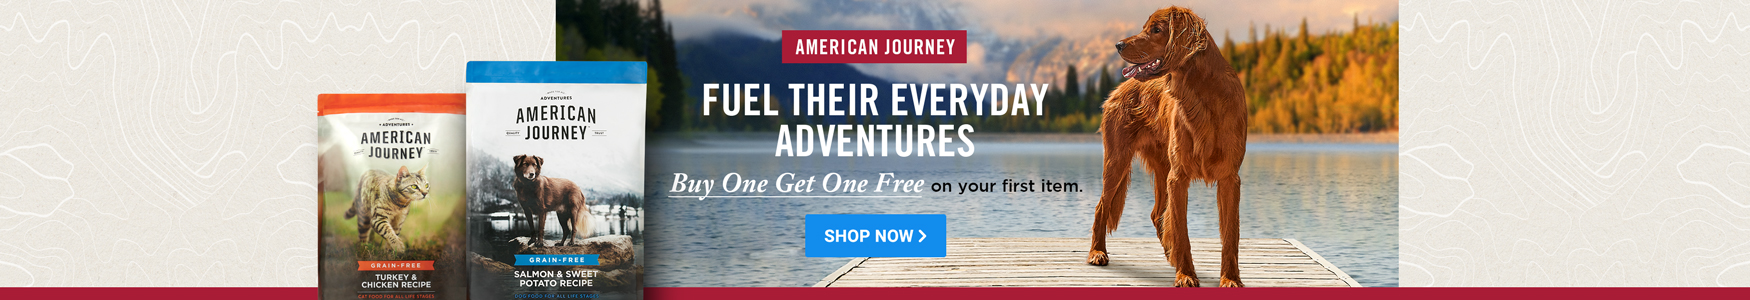 AMERICAN JOURNEY
FUEL THEIR EVERYDAY
ADVENTURES
Buy One Get One Free on your first item.
SHOP NOW
ADVENTURES
AMERICAN
JOURNEY
GRAIN-FREE
TURKEY &
CHICKEN RECIPE
CAT FOOD FOR ALL LIFE STAGES
ADVENTURES
AMERICAN
JOURNEY
GRAIN-FREE
SALMON & SWEET
POTATO RECIPE
DOG FOOD FOR ALL LIFE STAGES